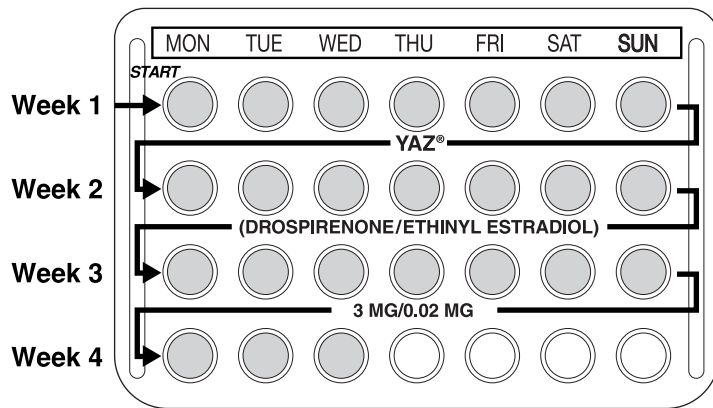 MON TUE WED THU FRI SAT SUN
START
Week 1
YAZ®
Week 2
(DROSPIRENONE/ETHINYL ESTRADIOL)
Week 3
3 MG/0.02 MG
Week 4